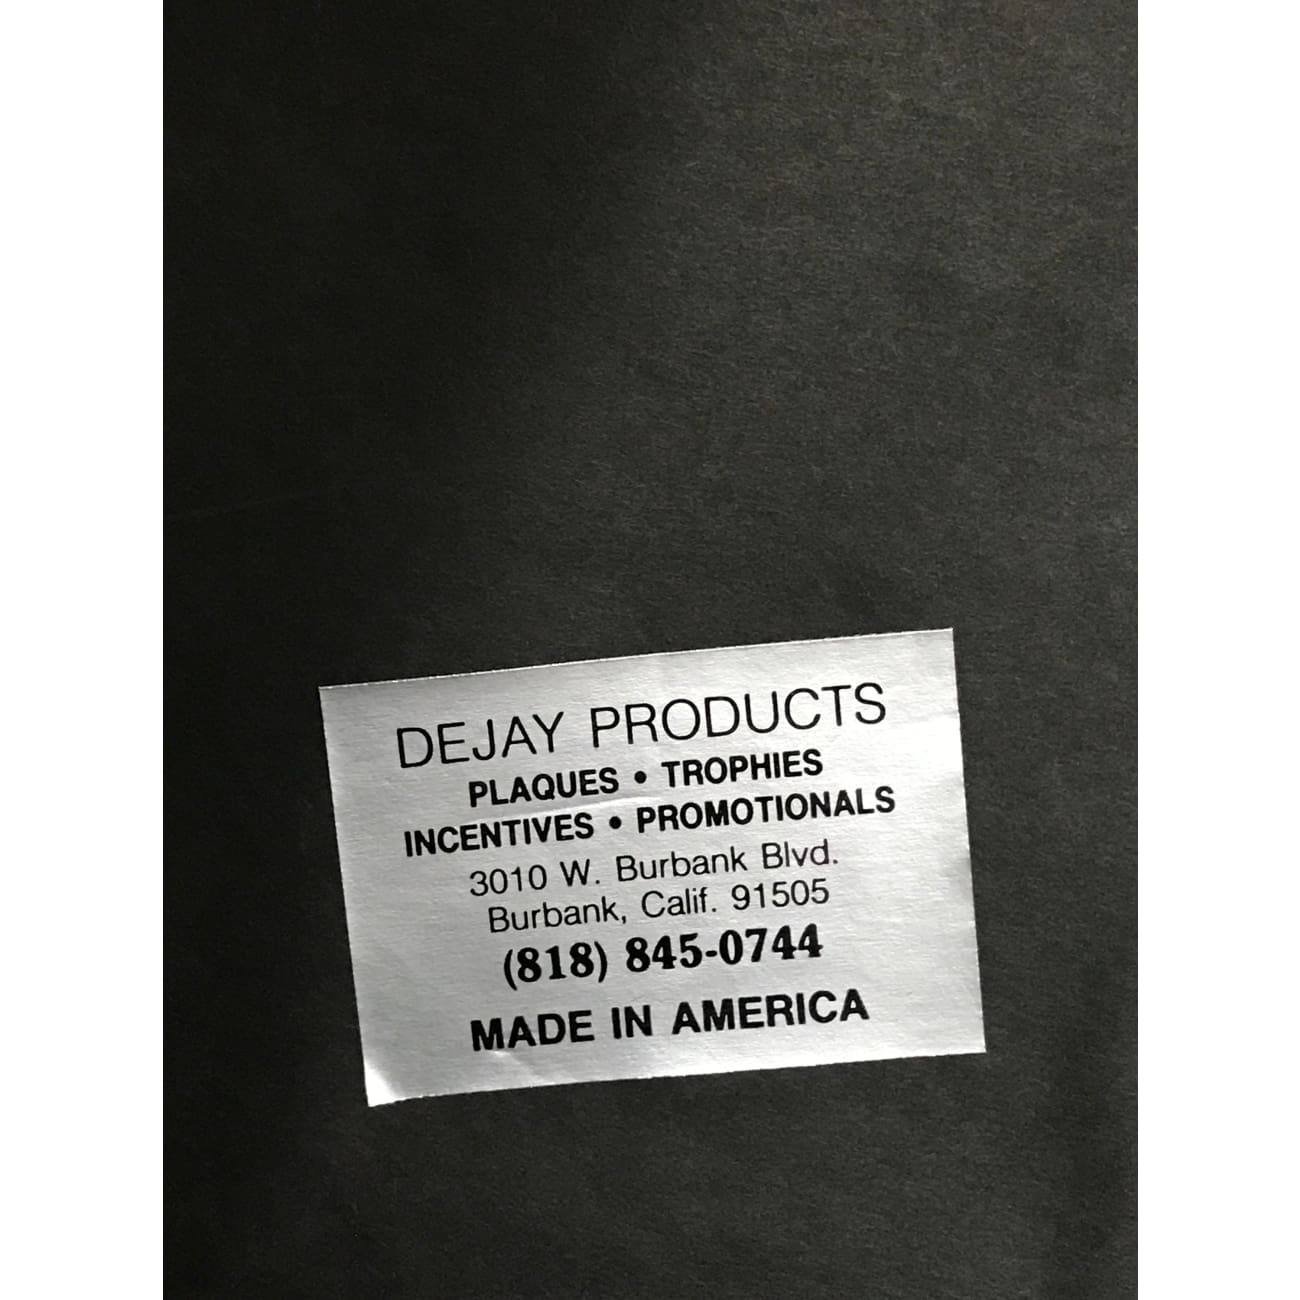 DEJAY PRODUCTS
PLAQUES • TROPHIES
INCENTIVES • PROMOTIONALS
3010 W. Burbank Blvd.
Burbank, Calif. 91505
(818) 845-0744
MADE IN AMERICA